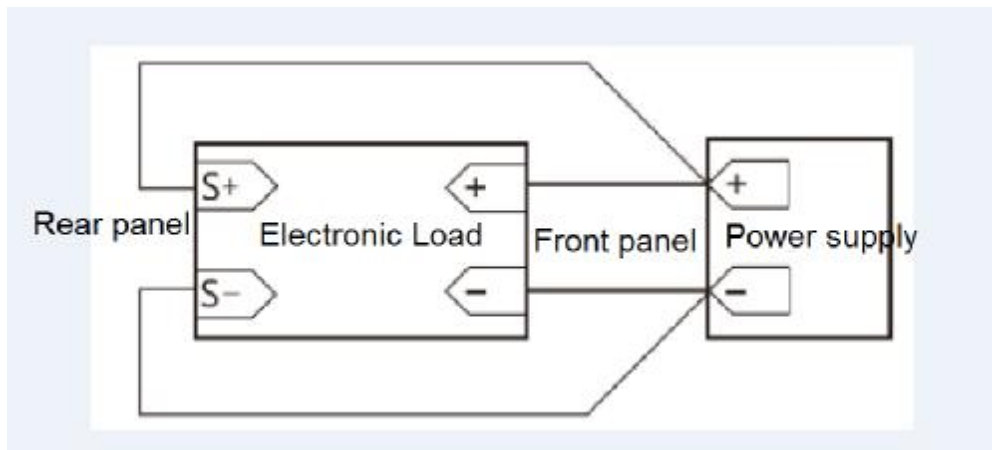 S+
+
+
Rear panel
Electronic Load
Front panel
Power supply
S−
-
-